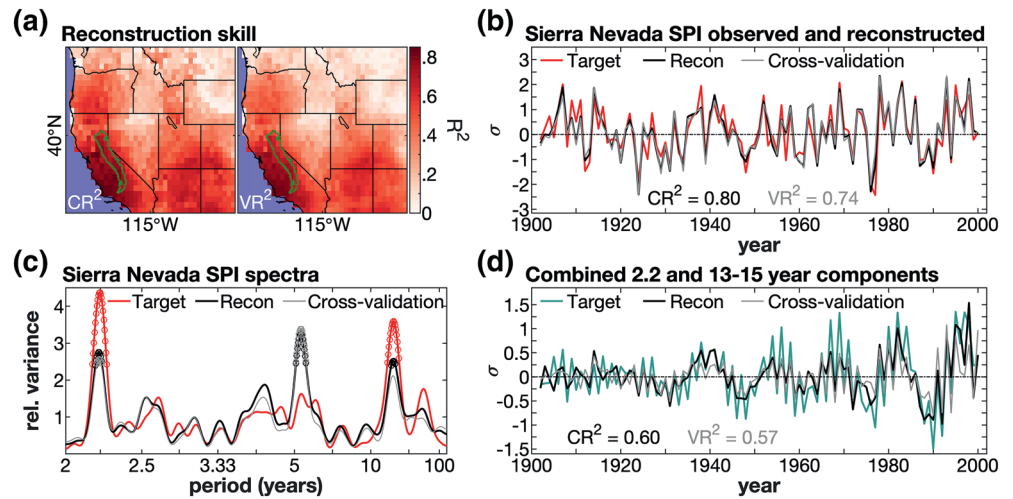 (a)
Reconstruction skill
40°N
CR2
VR2
115°W
115°W
.8
.6
.4
.2
0
R2
(b)
Sierra Nevada SPI observed and reconstructed
Target
Recon
Cross-validation
3
2
1
0
-1
-2
-3
σ
CR2 = 0.80
VR2 = 0.74
1900
1920
1940
1960
1980
2000
year
(c)
Sierra Nevada SPI spectra
Target
Recon
Cross-validation
4
3
2
1
rel. variance
2
2.5
3.33
5
10
100
period (years)
(d)
Combined 2.2 and 13-15 year components
Target
Recon
Cross-validation
1.5
1
0.5
0
-0.5
-1
-1.5
σ
CR2 = 0.60
VR2 = 0.57
1900
1920
1940
1960
1980
2000
year